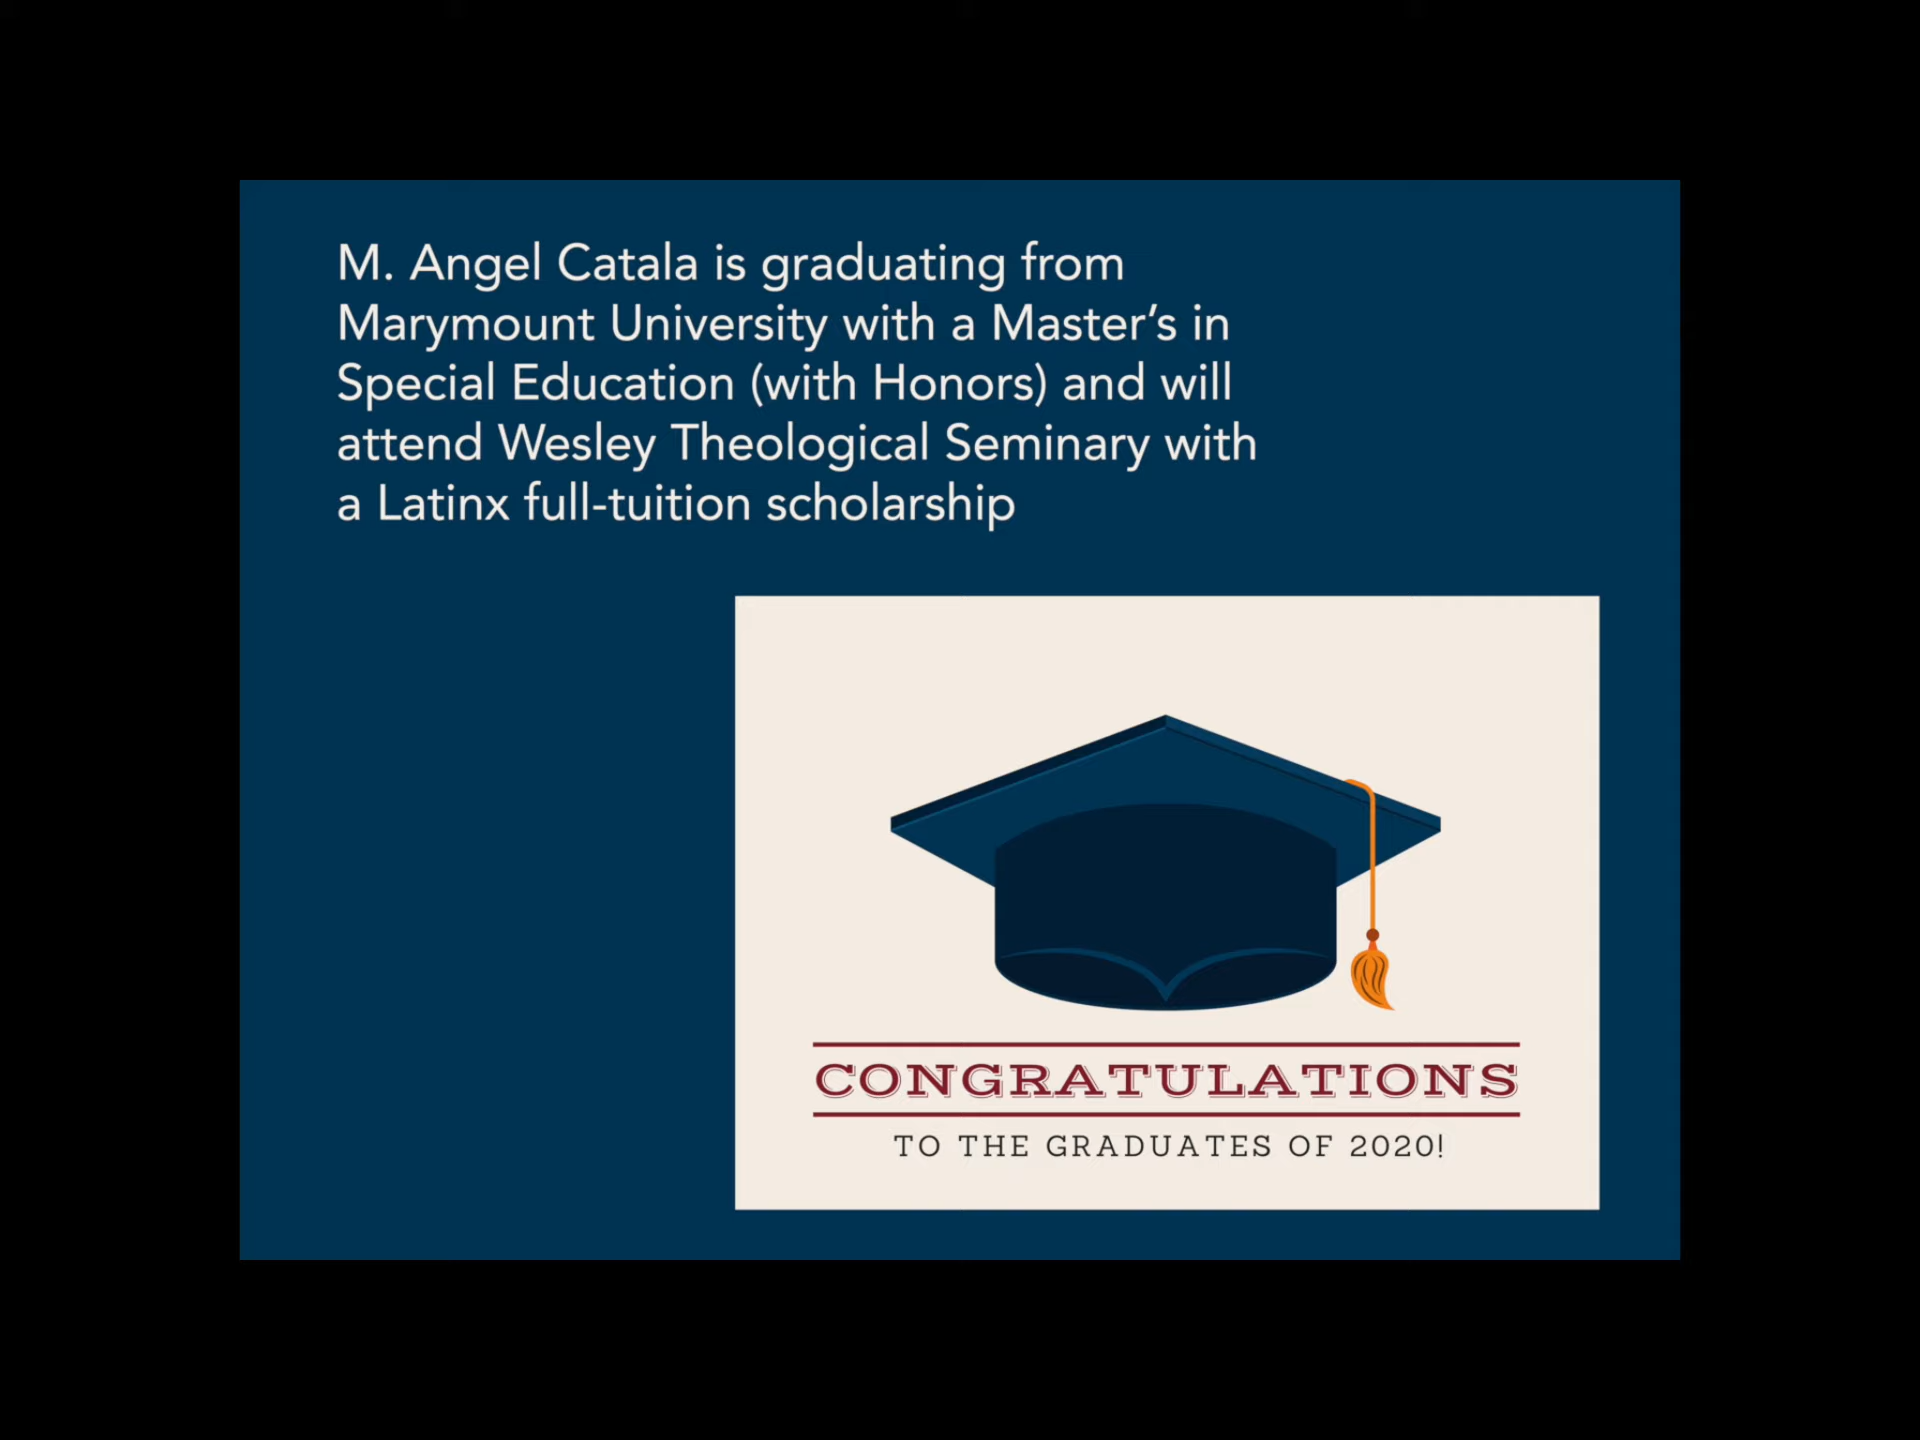 M. Angel Catala is graduating from
Marymount University with a Master’s in
Special Education (with Honors) and will
attend Wesley Theological Seminary with
a Latinx full-tuition scholarship
CONGRATULATIONS
TO THE GRADUATES OF 2020!